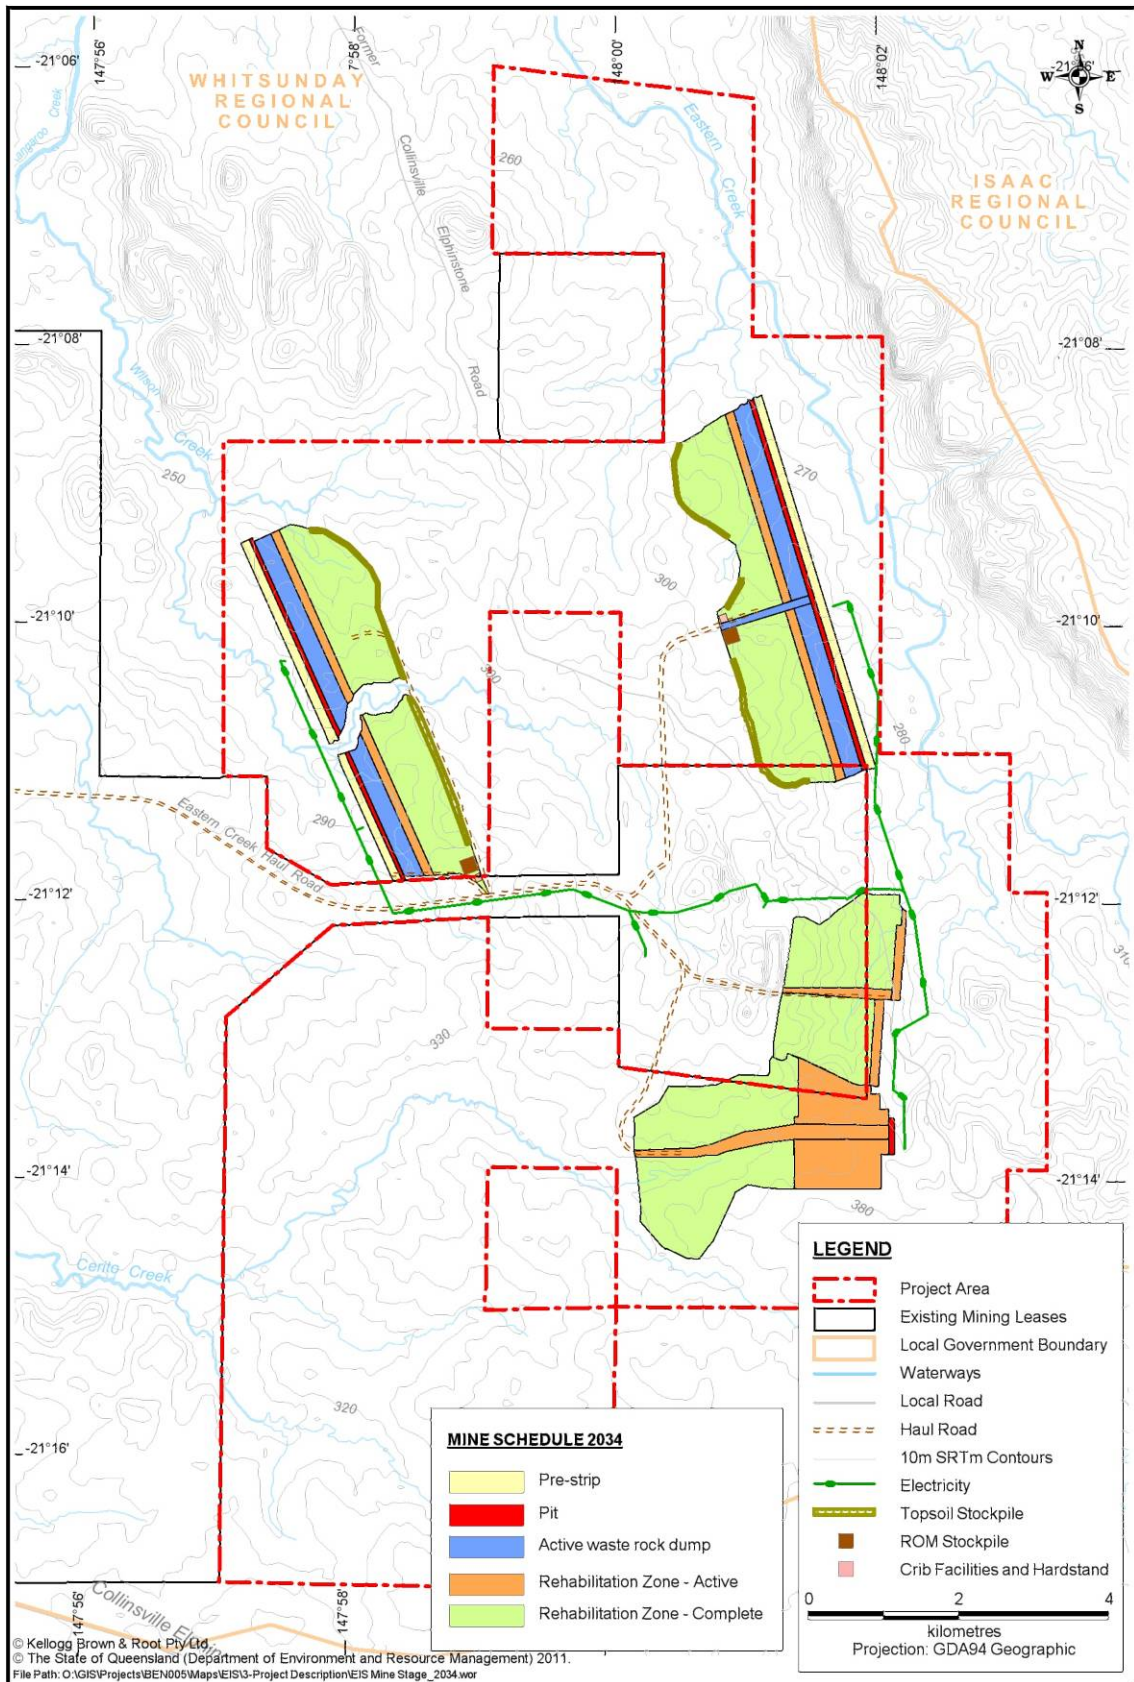 -21°06'
147°56'
7°58'
Former
148°00'
148°02'
N
W
E
S
WHITSUNDAY
REGIONAL
COUNCIL
Creek
Eastern
Creek
Collinsville
260
Elphinstone
Road
ISAAC
REGIONAL
COUNCIL
-21°08'
-21°08'
Wilson
Creek
250
270
300
-21°10'
-21°10'
300
280
290
Eastern Creek Haul Road
-21°12'
-21°12'
310
330
-21°14'
-21°14'
380
Cerito Creek
320
-21°16'
147°56'
147°58'
Collinsville
LEGEND
Project Area
Existing Mining Leases
Local Government Boundary
Waterways
Local Road
Haul Road
10m SRTm Contours
Electricity
Topsoil Stockpile
ROM Stockpile
Crib Facilities and Hardstand
0 2 4
kilometres
Projection: GDA94 Geographic
MINE SCHEDULE 2034
Pre-strip
Pit
Active waste rock dump
Rehabilitation Zone - Active
Rehabilitation Zone - Complete
© Kellogg Brown & Root Pty Ltd
© The State of Queensland (Department of Environment and Resource Management) 2011.
File Path: O:\GIS\Projects\BEN005\Maps\EIS\3-Project Description\EIS Mine Stage_2034.wor